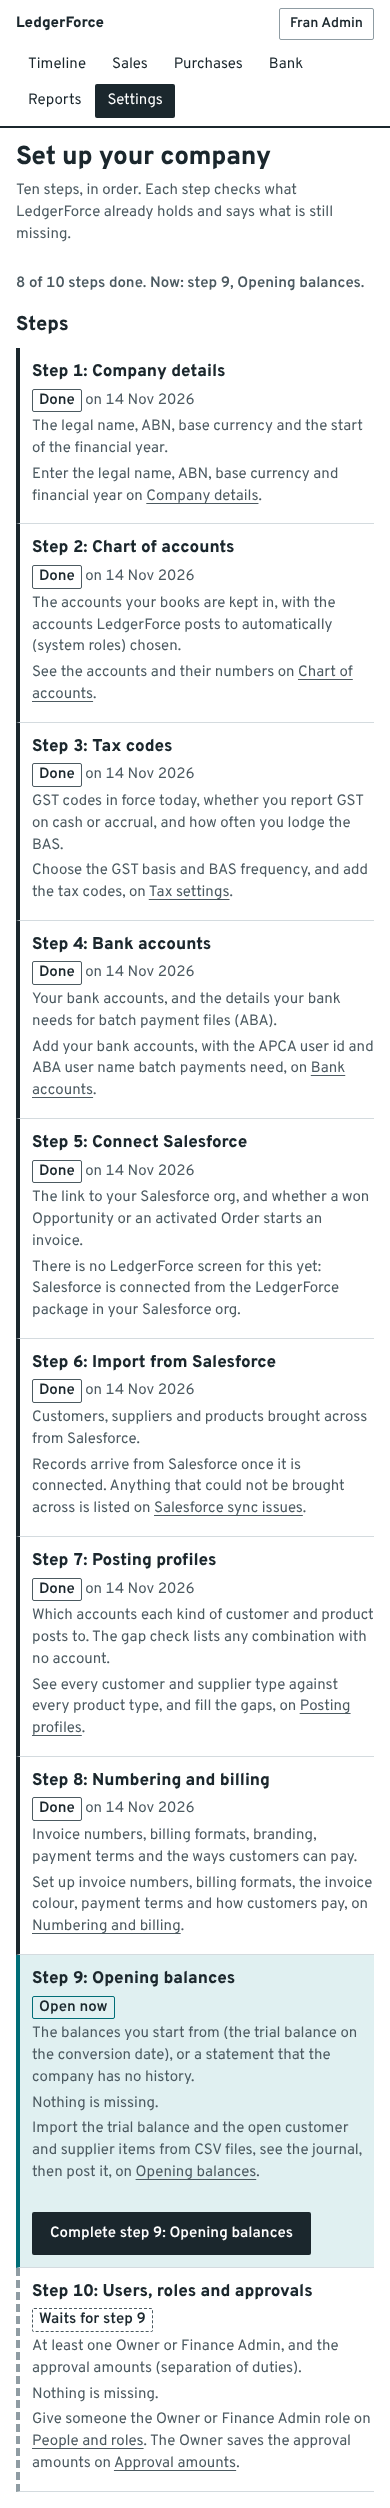 LedgerForce
Fran Admin
Timeline Sales Purchases Bank
Reports Settings
Set up your company
Ten steps, in order. Each step checks what
LedgerForce already holds and says what is still
missing.
8 of 10 steps done. Now: step 9, Opening balances.
Steps
Step 1: Company details
Done on 14 Nov 2026
The legal name, ABN, base currency and the start
of the financial year.
Enter the legal name, ABN, base currency and
financial year on Company details.
Step 2: Chart of accounts
Done on 14 Nov 2026
The accounts your books are kept in, with the
accounts LedgerForce posts to automatically
(system roles) chosen.
See the accounts and their numbers on Chart of
accounts.
Step 3: Tax codes
Done on 14 Nov 2026
GST codes in force today, whether you report GST
on cash or accrual, and how often you lodge the
BAS.
Choose the GST basis and BAS frequency, and add
the tax codes, on Tax settings.
Step 4: Bank accounts
Done on 14 Nov 2026
Your bank accounts, and the details your bank
needs for batch payment files (ABA).
Add your bank accounts, with the APCA user id and
ABA user name batch payments need, on Bank
accounts.
Step 5: Connect Salesforce
Done on 14 Nov 2026
The link to your Salesforce org, and whether a won
Opportunity or an activated Order starts an
invoice.
There is no LedgerForce screen for this yet:
Salesforce is connected from the LedgerForce
package in your Salesforce org.
Step 6: Import from Salesforce
Done on 14 Nov 2026
Customers, suppliers and products brought across
from Salesforce.
Records arrive from Salesforce once it is
connected. Anything that could not be brought
across is listed on Salesforce sync issues.
Step 7: Posting profiles
Done on 14 Nov 2026
Which accounts each kind of customer and product
posts to. The gap check lists any combination with
no account.
See every customer and supplier type against
every product type, and fill the gaps, on Posting
profiles.
Step 8: Numbering and billing
Done on 14 Nov 2026
Invoice numbers, billing formats, branding,
payment terms and the ways customers can pay.
Set up invoice numbers, billing formats, the invoice
colour, payment terms and how customers pay, on
Numbering and billing.
Step 9: Opening balances
Open now
The balances you start from (the trial balance on
the conversion date), or a statement that the
company has no history.
Nothing is missing.
Import the trial balance and the open customer
and supplier items from CSV files, see the journal,
then post it, on Opening balances.
Complete step 9: Opening balances
Step 10: Users, roles and approvals
Waits for step 9
At least one Owner or Finance Admin, and the
approval amounts (separation of duties).
Nothing is missing.
Give someone the Owner or Finance Admin role on
People and roles. The Owner saves the approval
amounts on Approval amounts.